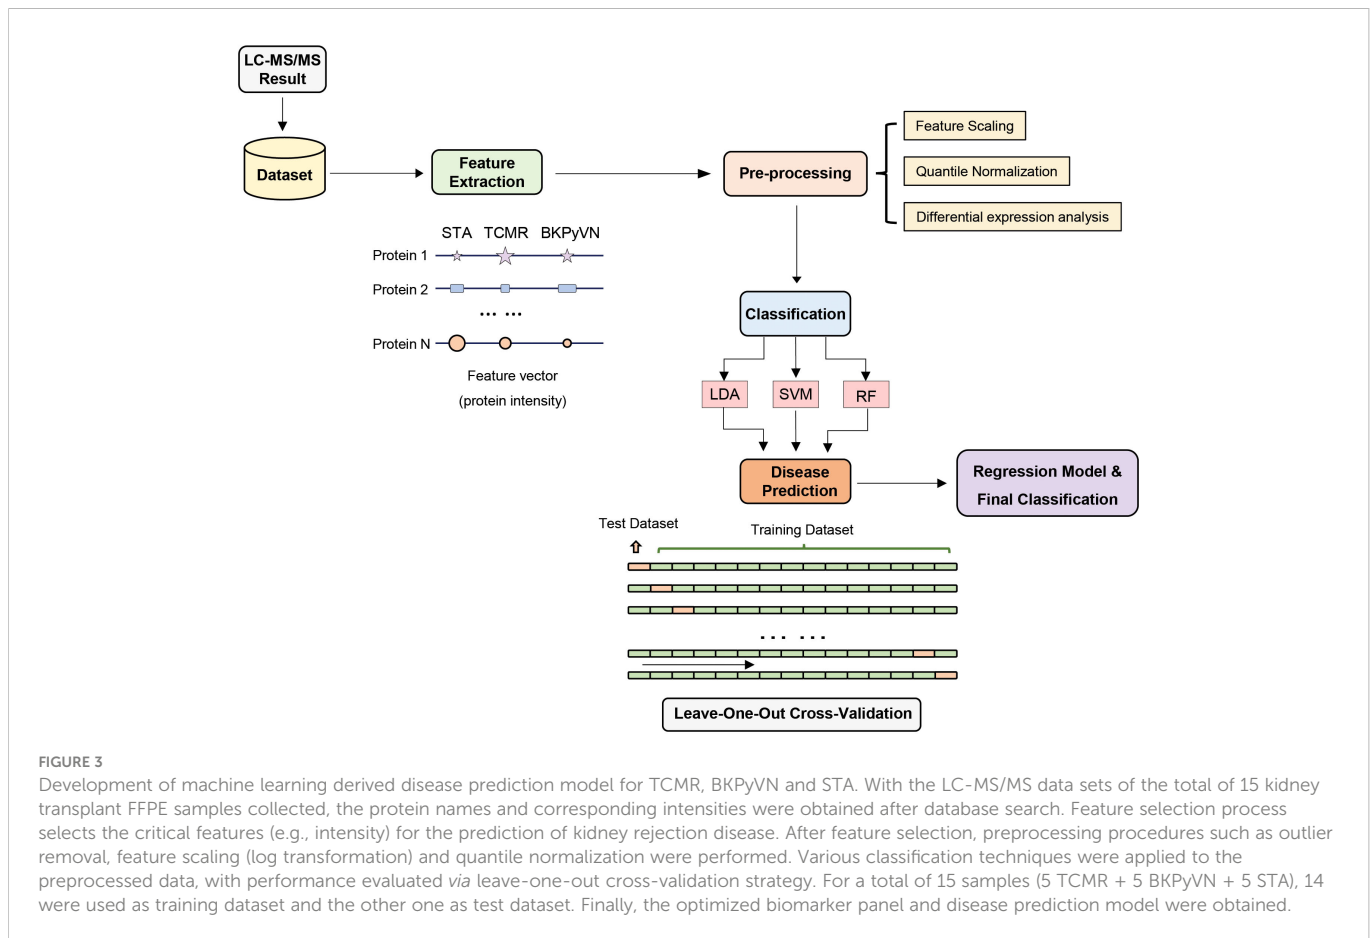 LC-MS/MS
Result
Dataset
Feature
Extraction
Pre-processing
Feature Scaling
Quantile Normalization
Differential expression analysis
STA TCMR BKPyVN
Protein 1
Protein 2
... ...
Protein N
Feature vector
(protein intensity)
Classification
LDA SVM RF
Disease
Prediction
Regression Model &
Final Classification
Test Dataset
Training Dataset
... ...
Leave-One-Out Cross-Validation
FIGURE 3
Development of machine learning derived disease prediction model for TCMR, BKPyVN and STA. With the LC-MS/MS data sets of the total of 15 kidney
transplant FFPE samples collected, the protein names and corresponding intensities were obtained after database search. Feature selection process
selects the critical features (e.g., intensity) for the prediction of kidney rejection disease. After feature selection, preprocessing procedures such as outlier
removal, feature scaling (log transformation) and quantile normalization were performed. Various classification techniques were applied to the
preprocessed data, with performance evaluated via leave-one-out cross-validation strategy. For a total of 15 samples (5 TCMR + 5 BKPyVN + 5 STA), 14
were used as training dataset and the other one as test dataset. Finally, the optimized biomarker panel and disease prediction model were obtained.